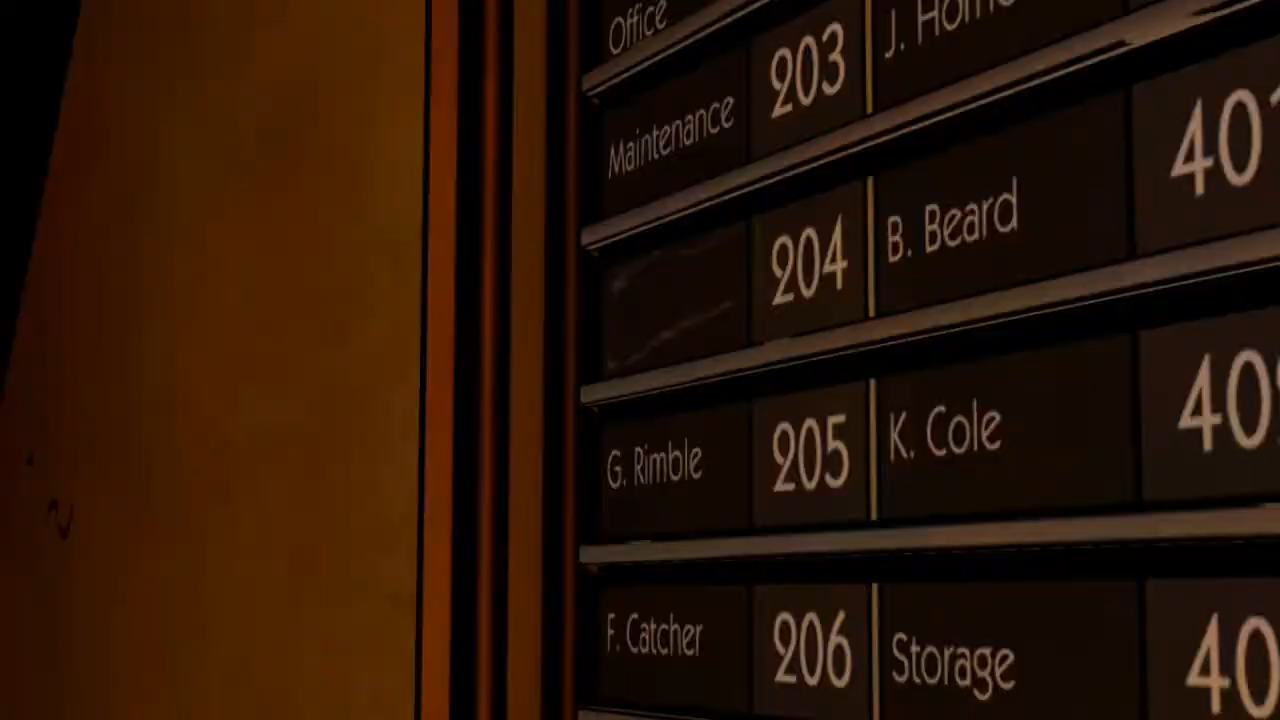 Office
Maintenance 203 J.
204 B. Beard
G. Rimble 205 K. Cole
F. Catcher 206 Storage